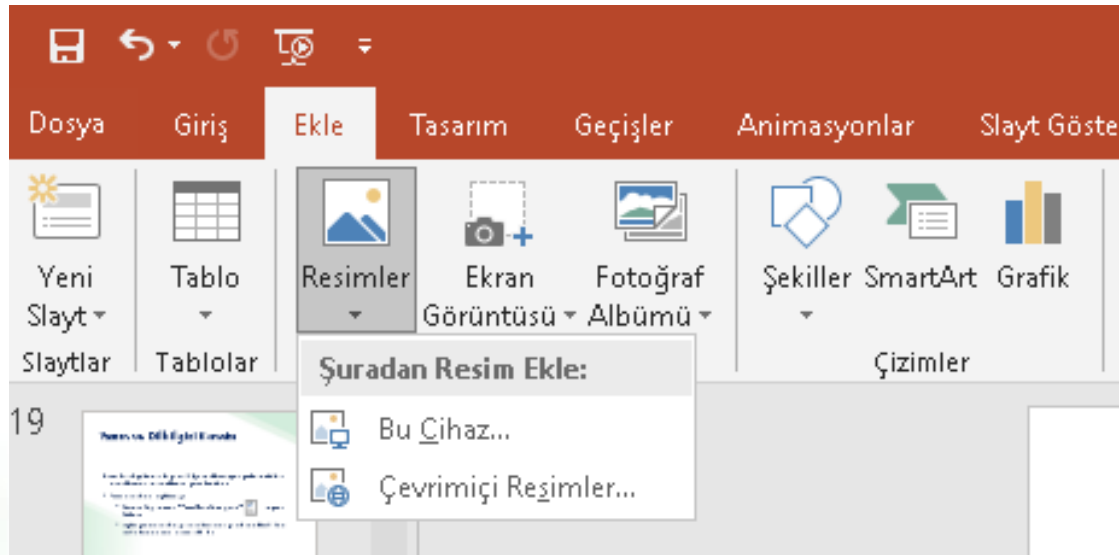 Dosya Giriş Ekle Tasarım Geçişler Animasyonlar Slayt Göste
Yeni Tablo Resimler Ekran Fotoğraf Şekiller SmartArt Grafik
Slayt Görüntüsü Albümü
Slaytlar Tablolar Çizimler
Şuradan Resim Ekle:
19
Bu Cihaz...
Çevrimiçi Resimler...